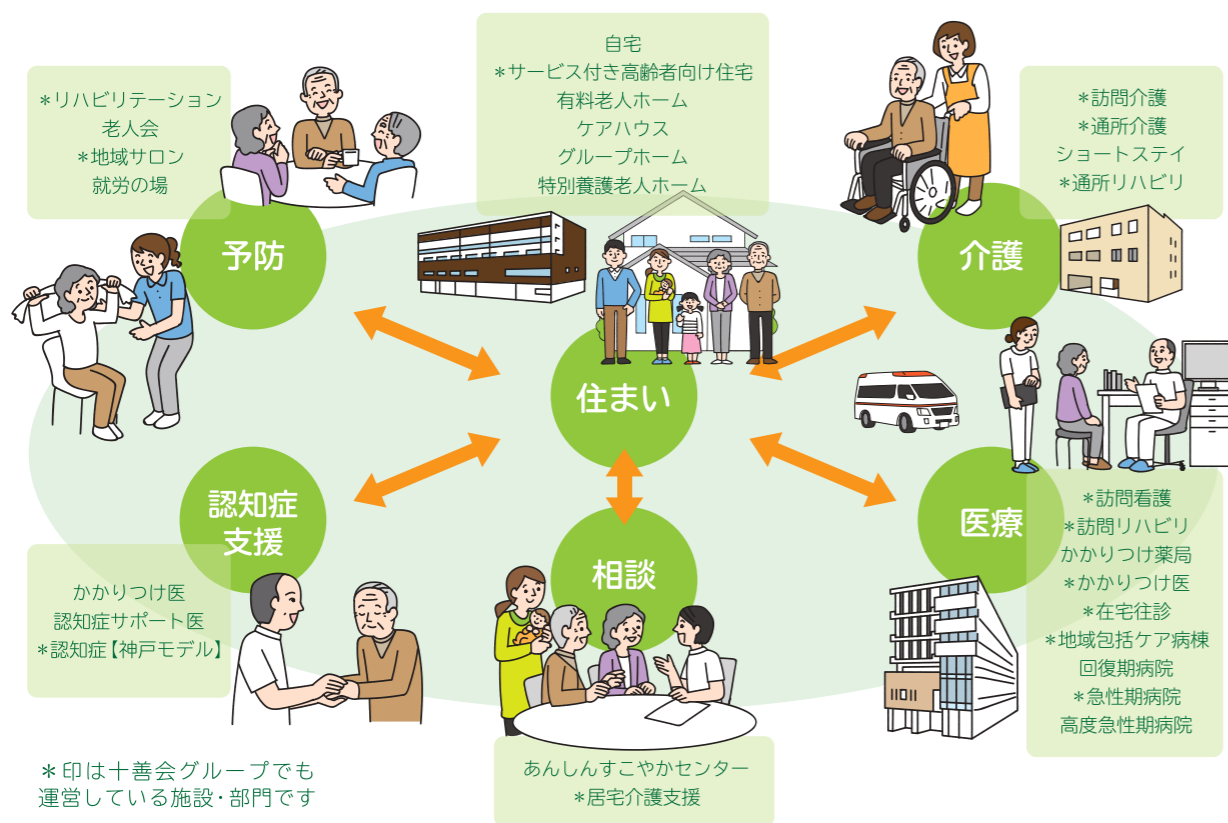 *リハビリテーション
老人会
*地域サロン
就労の場
予防
自宅
*サービス付き高齢者向け住宅
有料老人ホーム
ケアハウス
グループホーム
特別養護老人ホーム
住まい
*訪問介護
*通所介護
ショートステイ
*通所リハビリ
介護
認知症
支援
かかりつけ医
認知症サポート医
*認知症【神戸モデル】
相談
あんしんすこやかセンター
*居宅介護支援
医療
*訪問看護
*訪問リハビリ
かかりつけ薬局
*かかりつけ医
*在宅往診
*地域包括ケア病棟
回復期病院
*急性期病院
高度急性期病院
*印は十善会グループでも
運営している施設・部門です